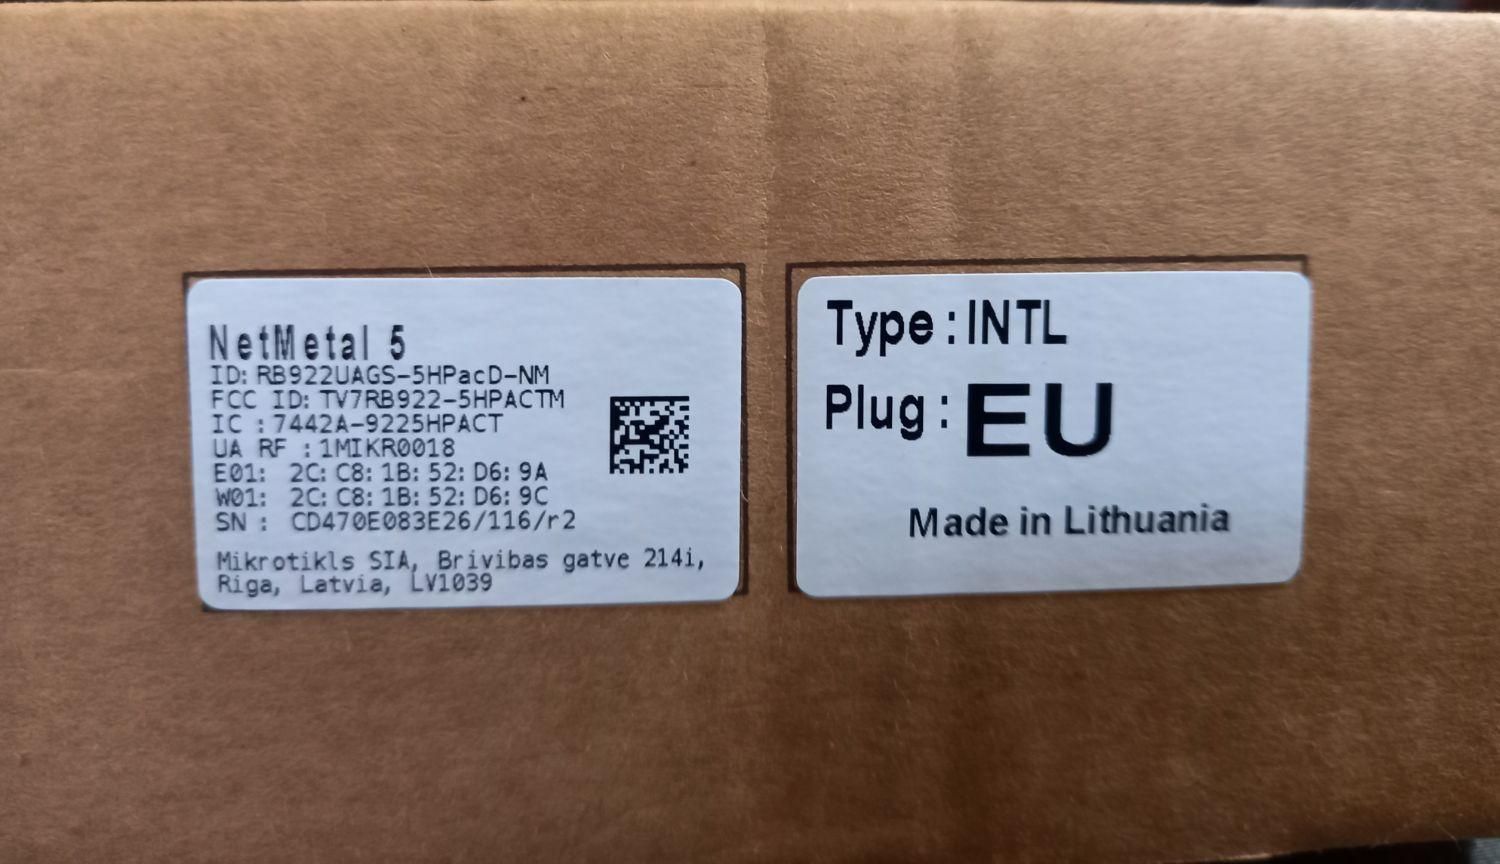 NetMetal 5
ID: RB922UAGS-5HPacD-NM
FCC ID: TV7RB922-5HPACTM
IC : 7442A-9225HPACT
UA RF : 1MIKR0018
E01: 2C: C8: 1B: 52: D6: 9A
W01: 2C: C8: 1B: 52: D6: 9C
SN : CD470E083E26/116/r2
Mikrotikls SIA, Brivibas gatve 214i,
Riga, Latvia, LV1039
Type : INTL
Plug : EU
Made in Lithuania